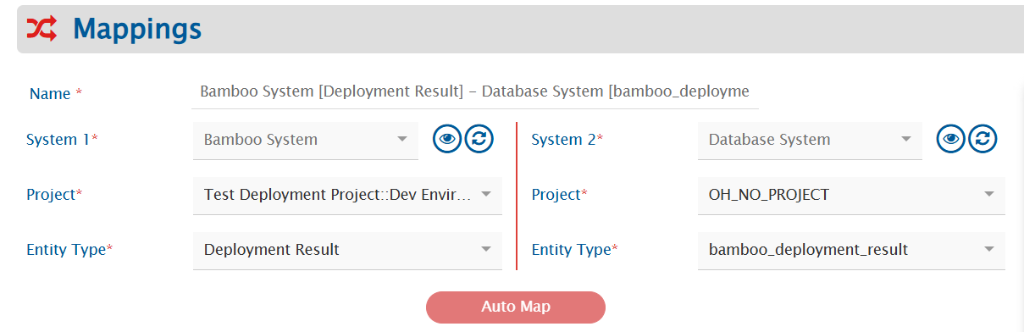 Mappings
Name *
Bamboo System [Deployment Result] – Database System [bamboo_deployme
System 1*
Bamboo System
System 2*
Database System
Project*
Test Deployment Project::Dev Envir...
Project*
OH_NO_PROJECT
Entity Type*
Deployment Result
Entity Type*
bamboo_deployment_result
Auto Map